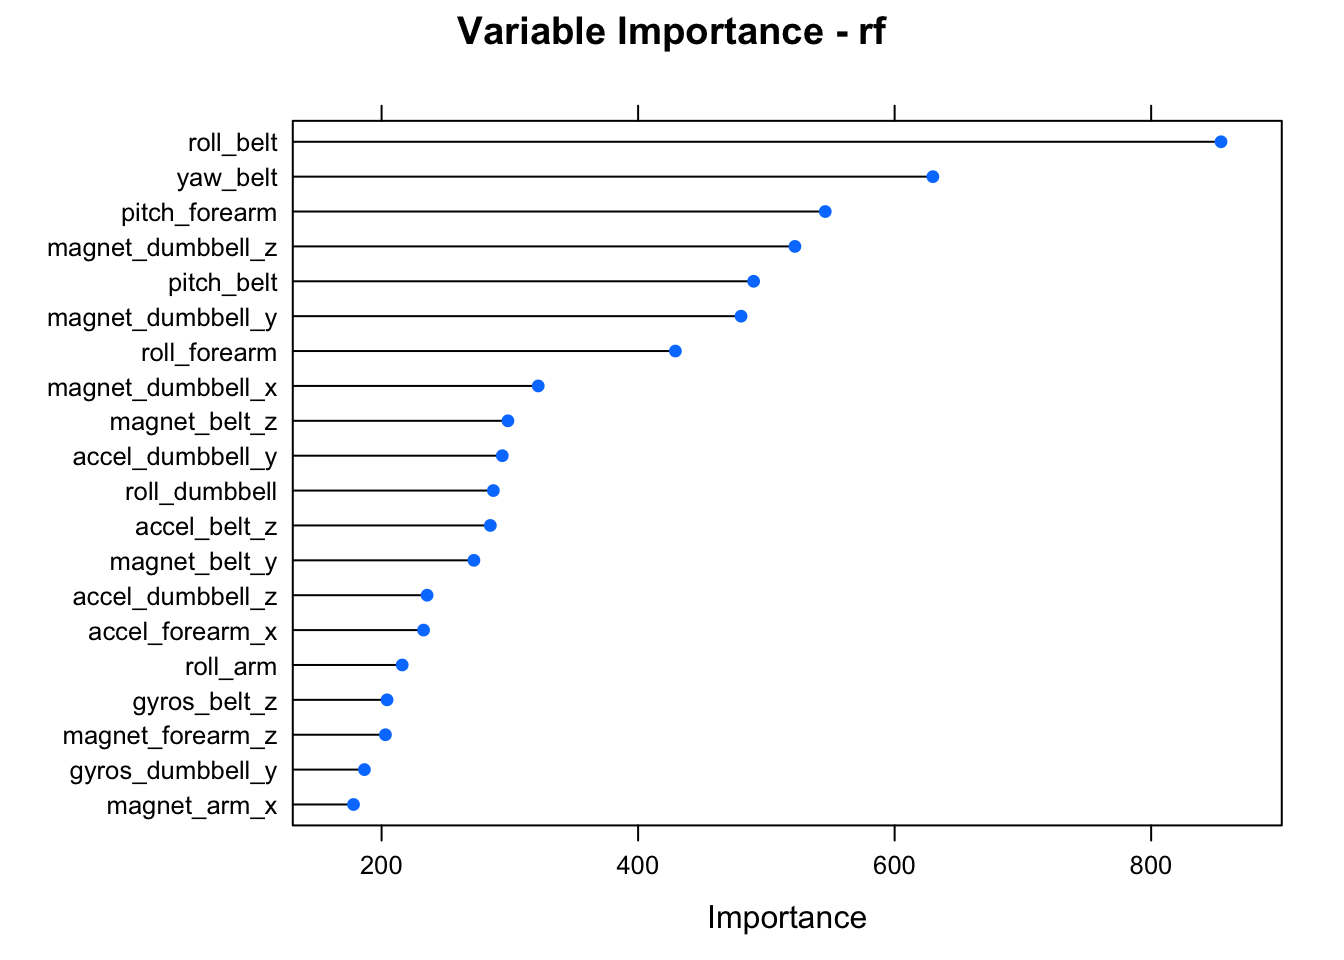 Variable Importance - rf
roll_belt
yaw_belt
pitch_forearm
magnet_dumbbell_z
pitch_belt
magnet_dumbbell_y
roll_forearm
magnet_dumbbell_x
magnet_belt_z
accel_dumbbell_y
roll_dumbbell
accel_belt_z
magnet_belt_y
accel_dumbbell_z
accel_forearm_x
roll_arm
gyros_belt_z
magnet_forearm_z
gyros_dumbbell_y
magnet_arm_x
200 400 600 800
Importance